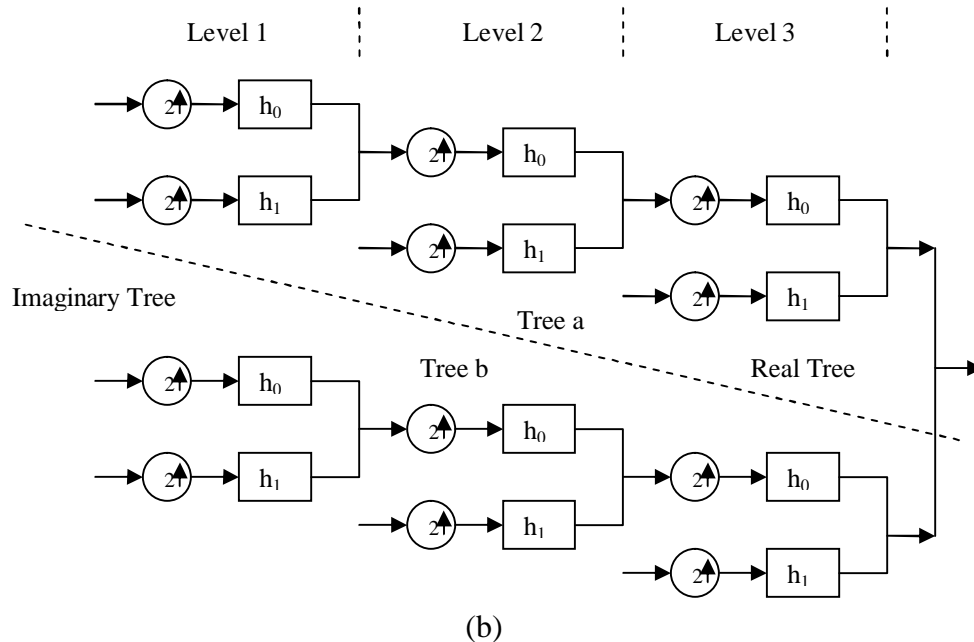 Level 1 Level 2 Level 3
2 h₀
2 h₀
2 h₁
2 h₀
2 h₁
Imaginary Tree
2 h₁
Tree a
Tree b Real Tree
2 h₀
2 h₀
2 h₁
2 h₀
2 h₁
2 h₁
(b)